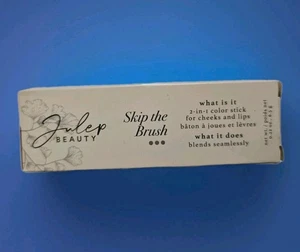 Julep
BEAUTY
Skip the
Brush
what is it
2-in-1 color stick
for cheeks and lips
bâton à joues et lèvres
what it does
blends seamlessly